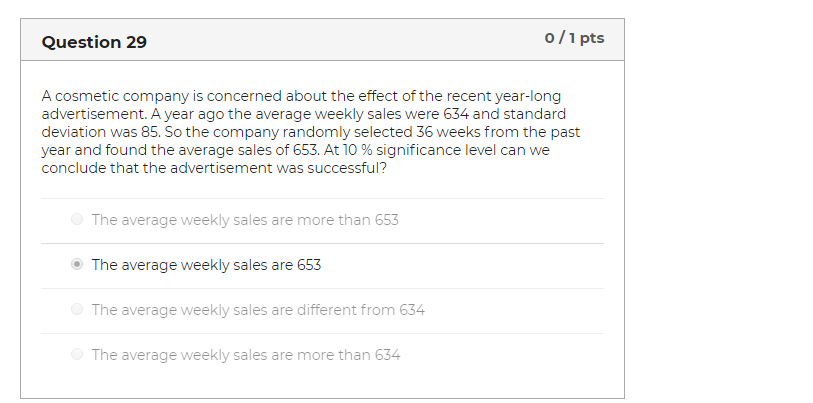 Question 29
0 / 1 pts
A cosmetic company is concerned about the effect of the recent year-long
advertisement. A year ago the average weekly sales were 634 and standard
deviation was 85. So the company randomly selected 36 weeks from the past
year and found the average sales of 653. At 10 % significance level can we
conclude that the advertisement was successful?
The average weekly sales are more than 653
The average weekly sales are 653
The average weekly sales are different from 634
The average weekly sales are more than 634